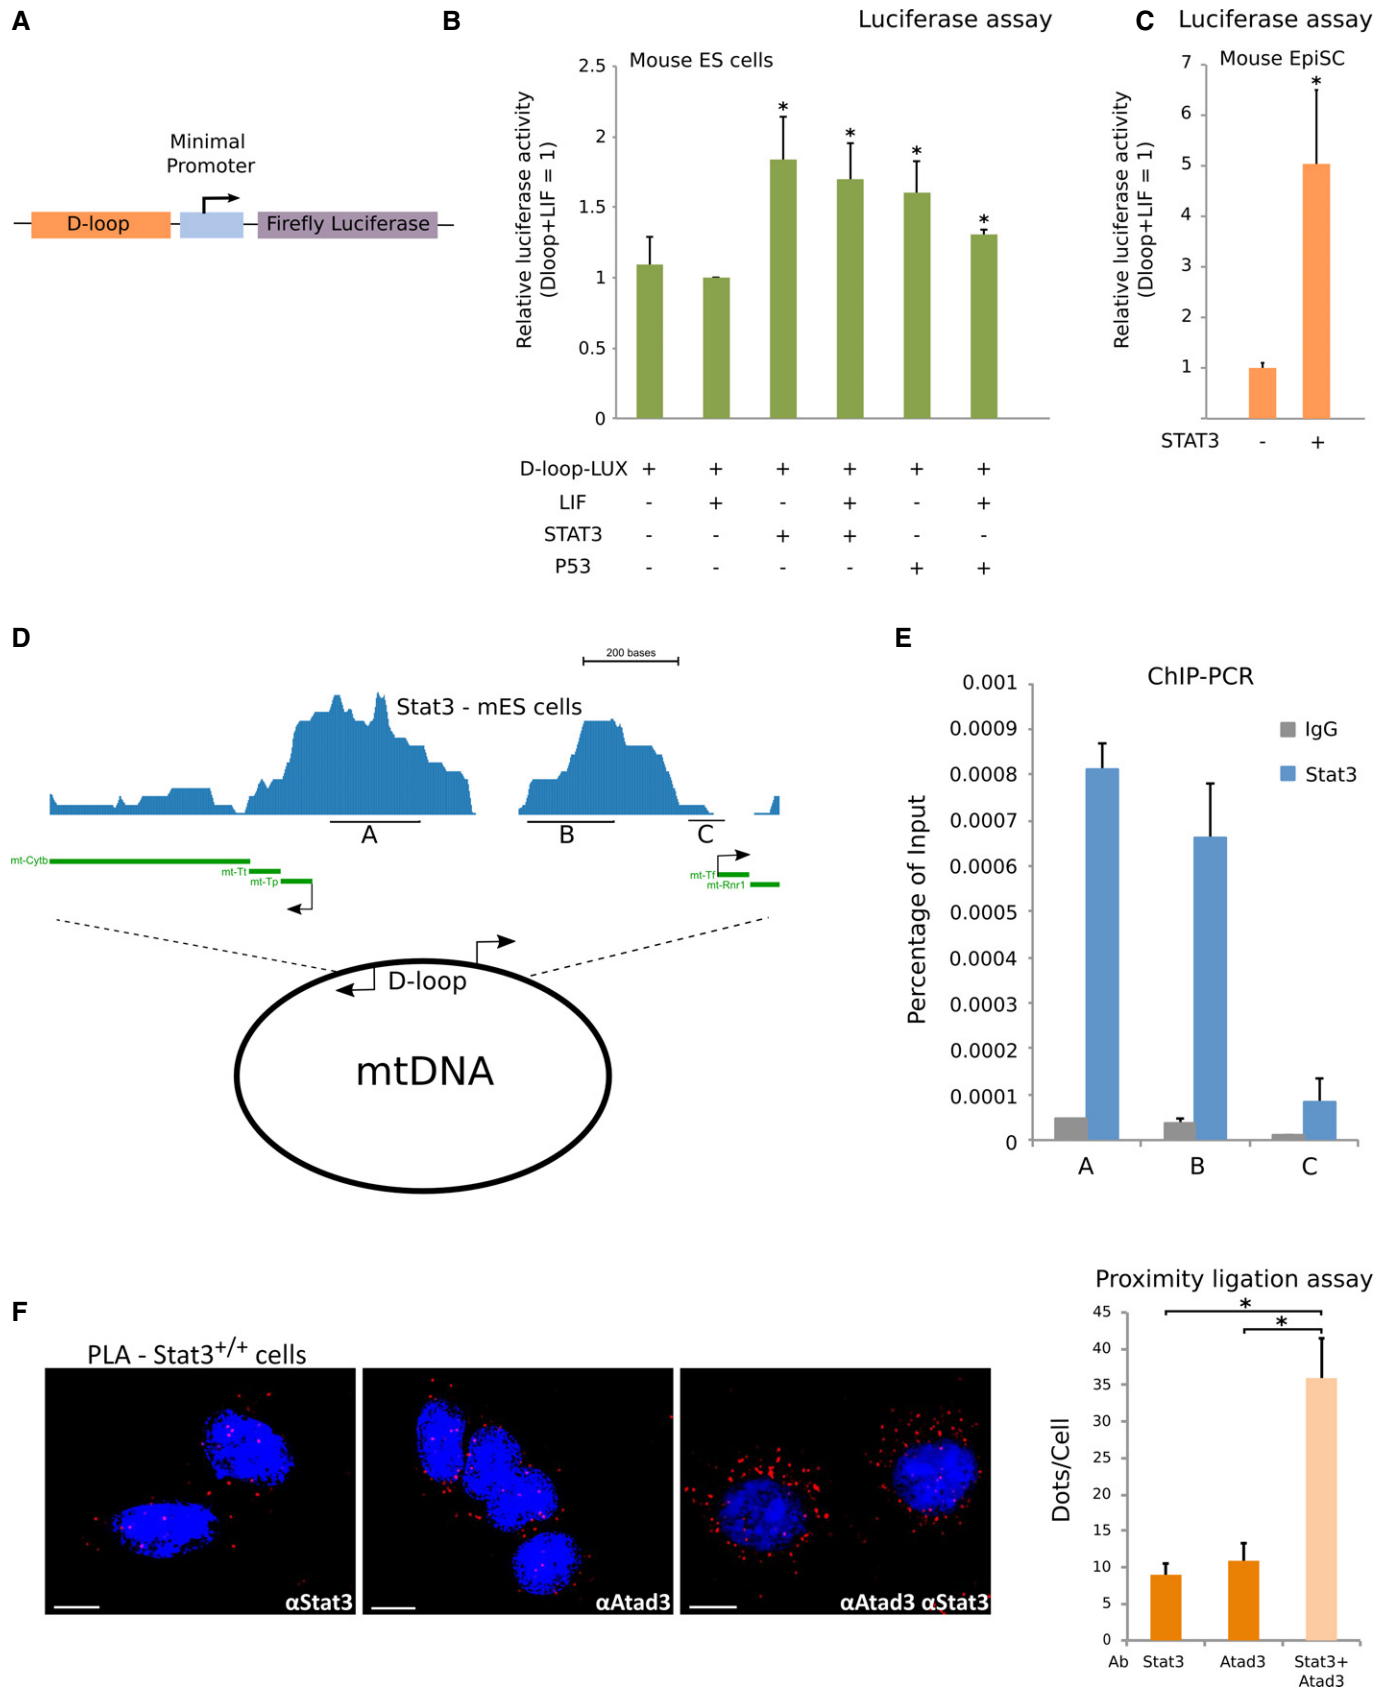 A
Minimal
Promoter
D-loop
Firefly Luciferase
B
Luciferase assay
Mouse ES cells
Relative luciferase activity
(Dloop+LIF = 1)
2.5
2
1.5
1
0.5
0
* * * *
D-loop-LUX + + + + + +
LIF - + - + - +
STAT3 - - + + - -
P53 - - - - + +
C
Luciferase assay
Mouse EpiSC
Relative luciferase activity
(Dloop+LIF = 1)
7
6
5
4
3
2
1
*
STAT3 - +
D
200 bases
Stat3 - mES cells
A B C
mt-Cytb
mt-Tt
mt-Tp
mt-Tf
mt-Rnr1
D-loop
mtDNA
E
ChIP-PCR
IgG
Stat3
Percentage of Input
0.001
0.0009
0.0008
0.0007
0.0006
0.0005
0.0004
0.0003
0.0002
0.0001
0
A B C
F
PLA - Stat3+/+ cells
αStat3
αAtad3
αAtad3 αStat3
Proximity ligation assay
Dots/Cell
45
40
35
30
25
20
15
10
5
0
*
*
Ab Stat3 Atad3 Stat3+
Atad3